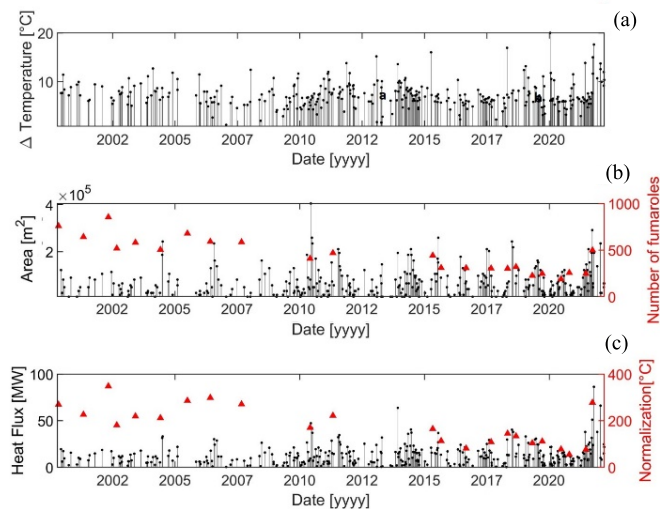 (a)
Δ Temperature [°C]
20
10
a
2002 2005 2007 2010 2012 2015 2017 2020
Date [yyyy]
(b)
× 10⁵
Area [m²]
4
2
1000
500
0
Number of fumaroles
2002 2005 2007 2010 2012 2015 2017 2020
Date [yyyy]
(c)
Heat Flux [MW]
100
50
0
400
200
0
Normalization[°C]
2002 2005 2007 2010 2012 2015 2017 2020
Date [yyyy]